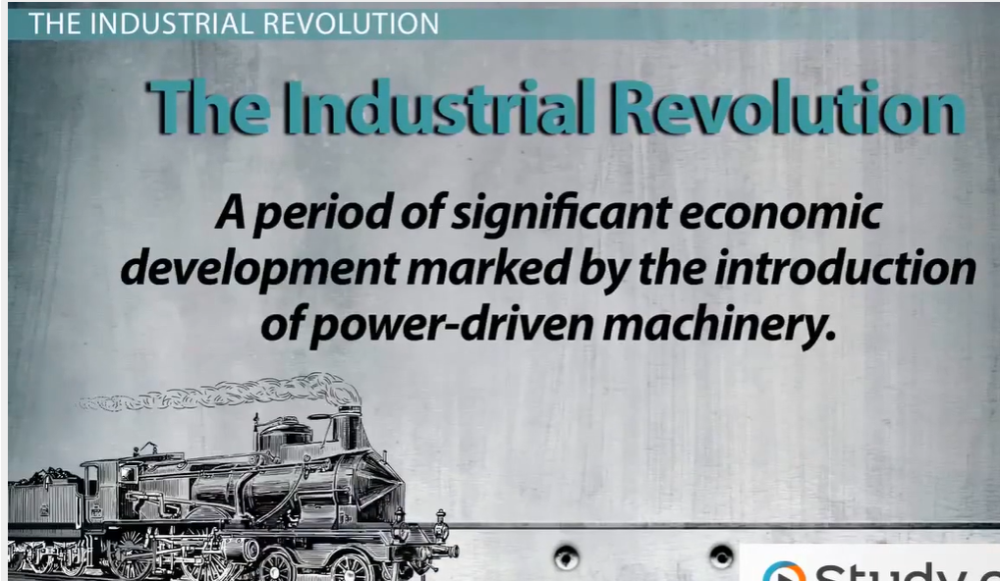 THE INDUSTRIAL REVOLUTION
The Industrial Revolution
A period of significant economic
development marked by the introduction
of power-driven machinery.
Study.